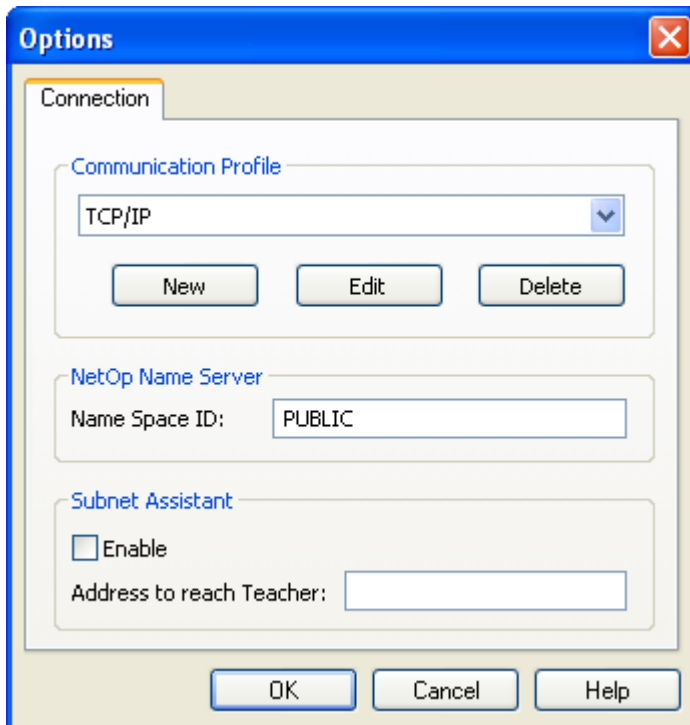 Options
Connection
Communication Profile
TCP/IP
New Edit Delete
NetOp Name Server
Name Space ID: PUBLIC
Subnet Assistant
Enable
Address to reach Teacher:
OK Cancel Help